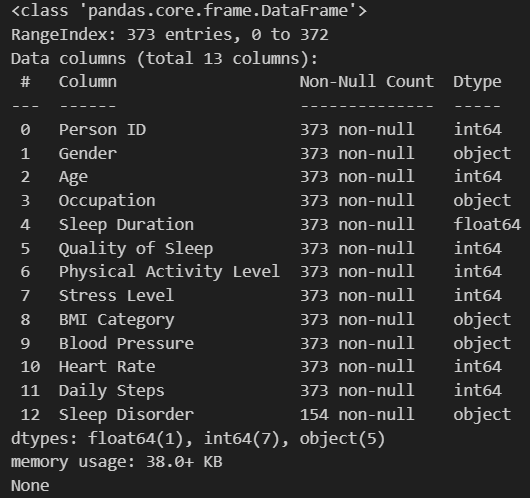 <class 'pandas.core.frame.DataFrame'>
RangeIndex: 373 entries, 0 to 372
Data columns (total 13 columns):
 #   Column                   Non-Null Count  Dtype
---  ------                   --------------  -----
 0   Person ID                373 non-null    int64
 1   Gender                   373 non-null    object
 2   Age                      373 non-null    int64
 3   Occupation               373 non-null    object
 4   Sleep Duration           373 non-null    float64
 5   Quality of Sleep         373 non-null    int64
 6   Physical Activity Level  373 non-null    int64
 7   Stress Level             373 non-null    int64
 8   BMI Category             373 non-null    object
 9   Blood Pressure           373 non-null    object
 10  Heart Rate               373 non-null    int64
 11  Daily Steps              373 non-null    int64
 12  Sleep Disorder           154 non-null    object
dtypes: float64(1), int64(7), object(5)
memory usage: 38.0+ KB
None